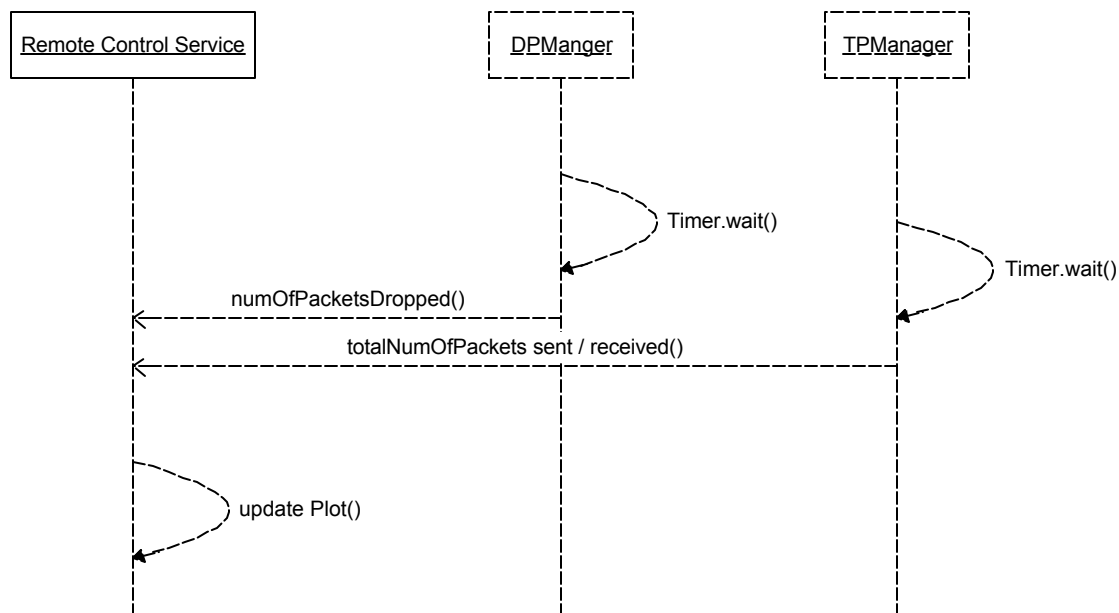 Remote Control Service
DPManger
TPManager
Timer.wait()
Timer.wait()
numOfPacketsDropped()
totalNumOfPackets sent / received()
update Plot()